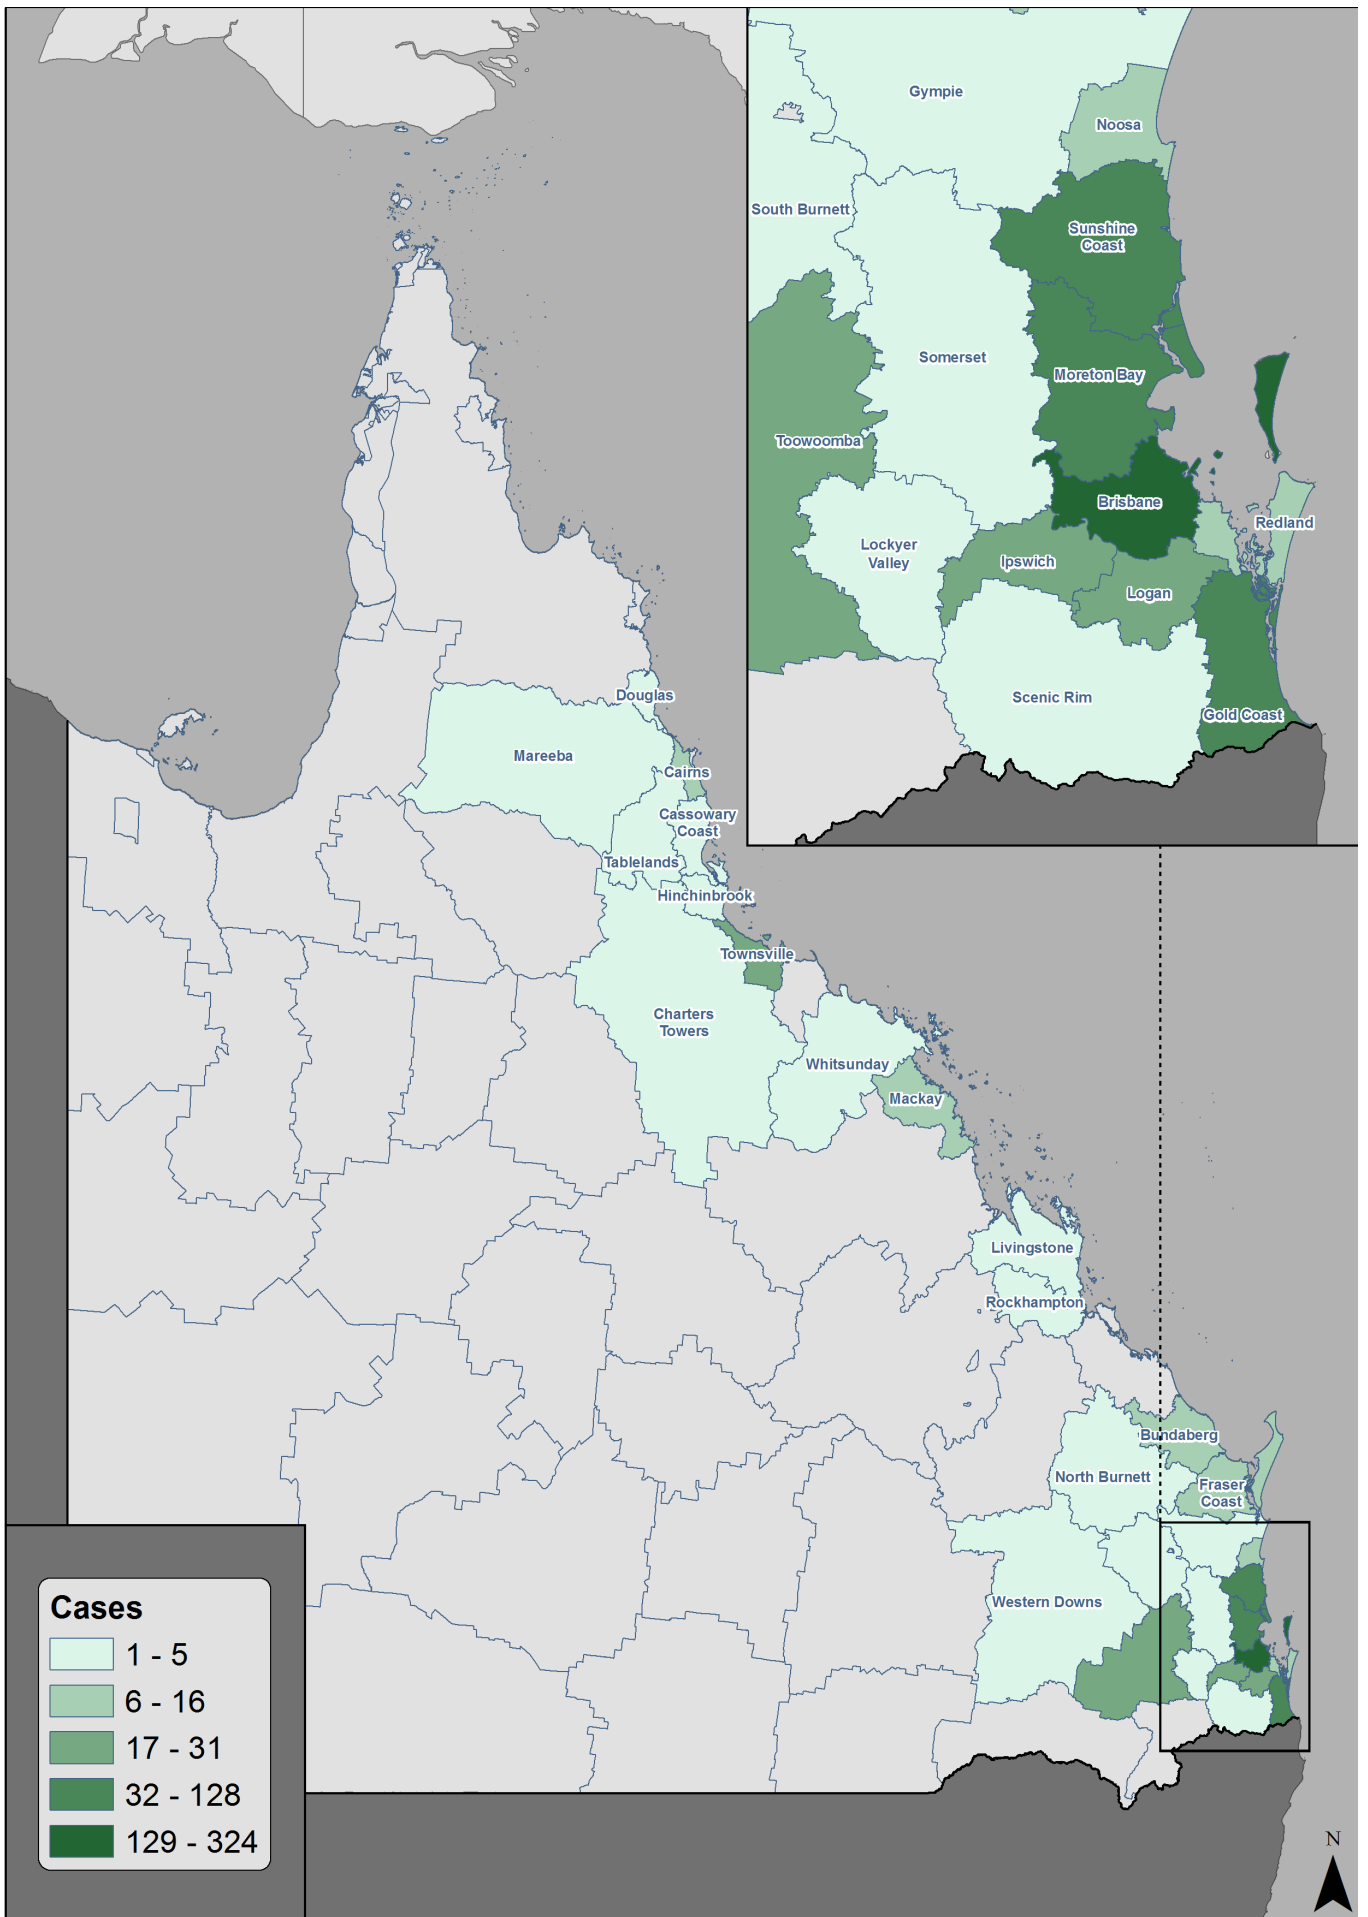 Gympie
Noosa
South Burnett
Sunshine
Coast
Somerset
Moreton Bay
Toowoomba
Brisbane
Redland
Lockyer
Valley
Ipswich
Logan
Scenic Rim
Gold Coast
Douglas
Mareeba
Cairns
Cassowary
Coast
Tablelands
Hinchinbrook
Townsville
Charters
Towers
Whitsunday
Mackay
Livingstone
Rockhampton
Bundaberg
North Burnett
Fraser
Coast
Western Downs
Cases
1 - 5
6 - 16
17 - 31
32 - 128
129 - 324
N